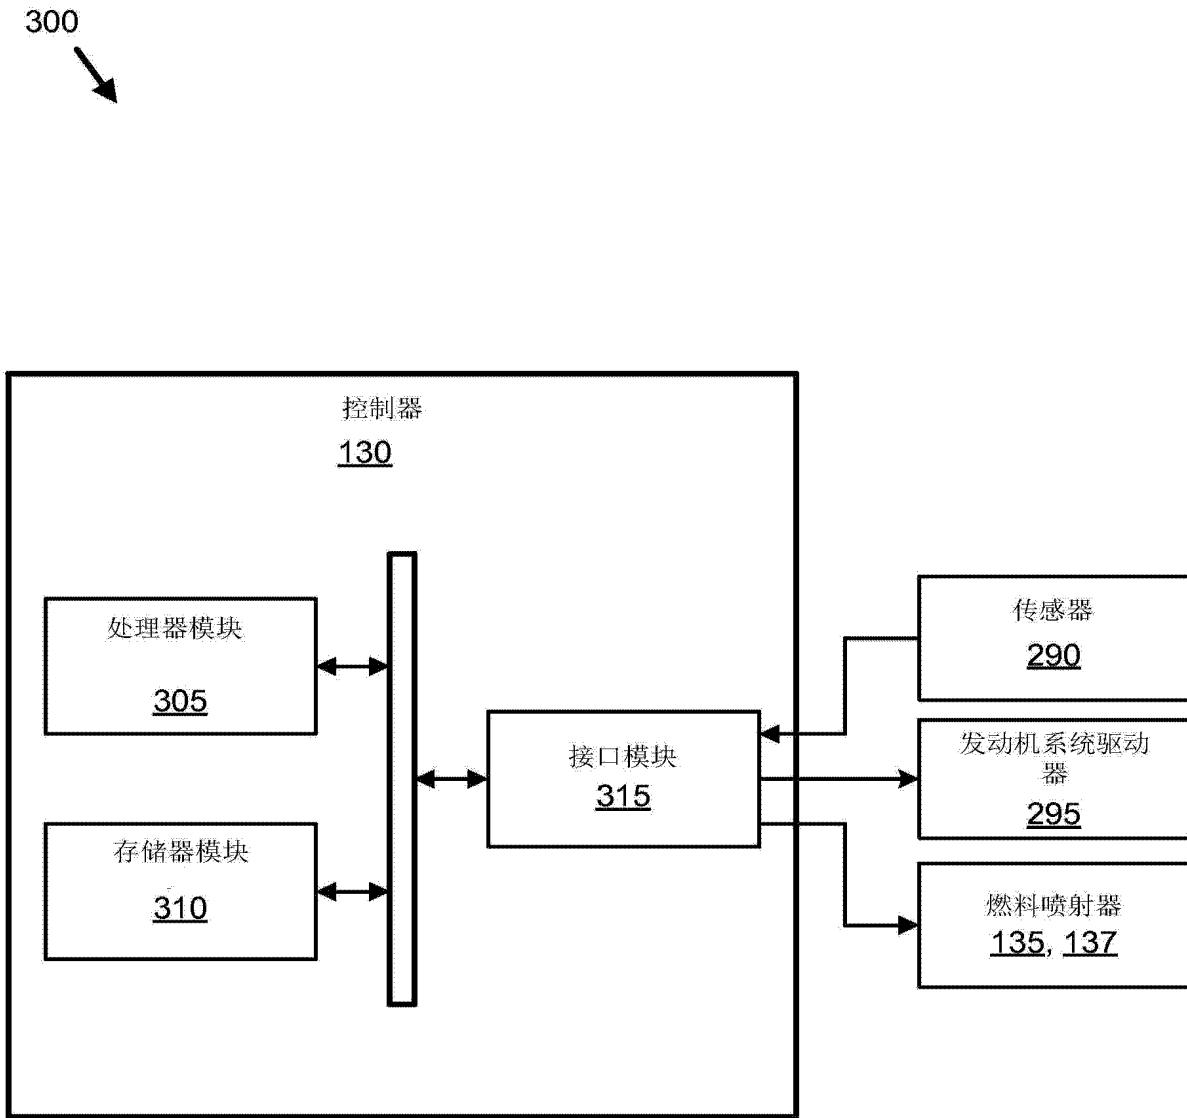 300
控制器
130
处理器模块
305
存储器模块
310
接口模块
315
传感器
290
发动机系统驱动
器
295
燃料喷射器
135, 137